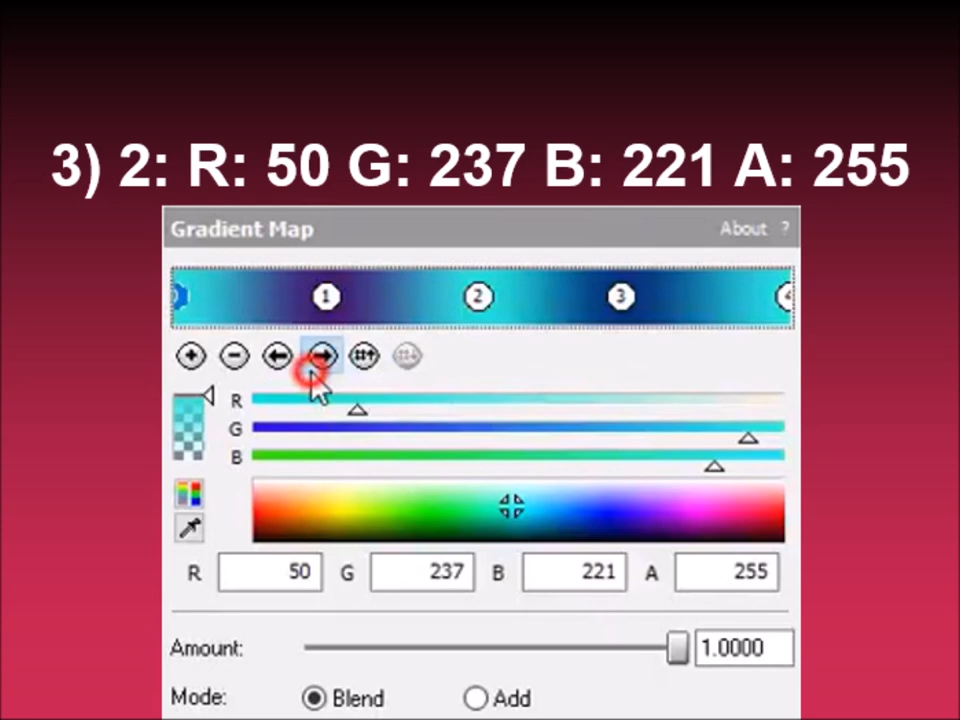 3) 2: R: 50 G: 237 B: 221 A: 255
Gradient Map About ?
1 2 3 4
R
G
B
R 50 G 237 B 221 A 255
Amount: 1.0000
Mode: Blend Add